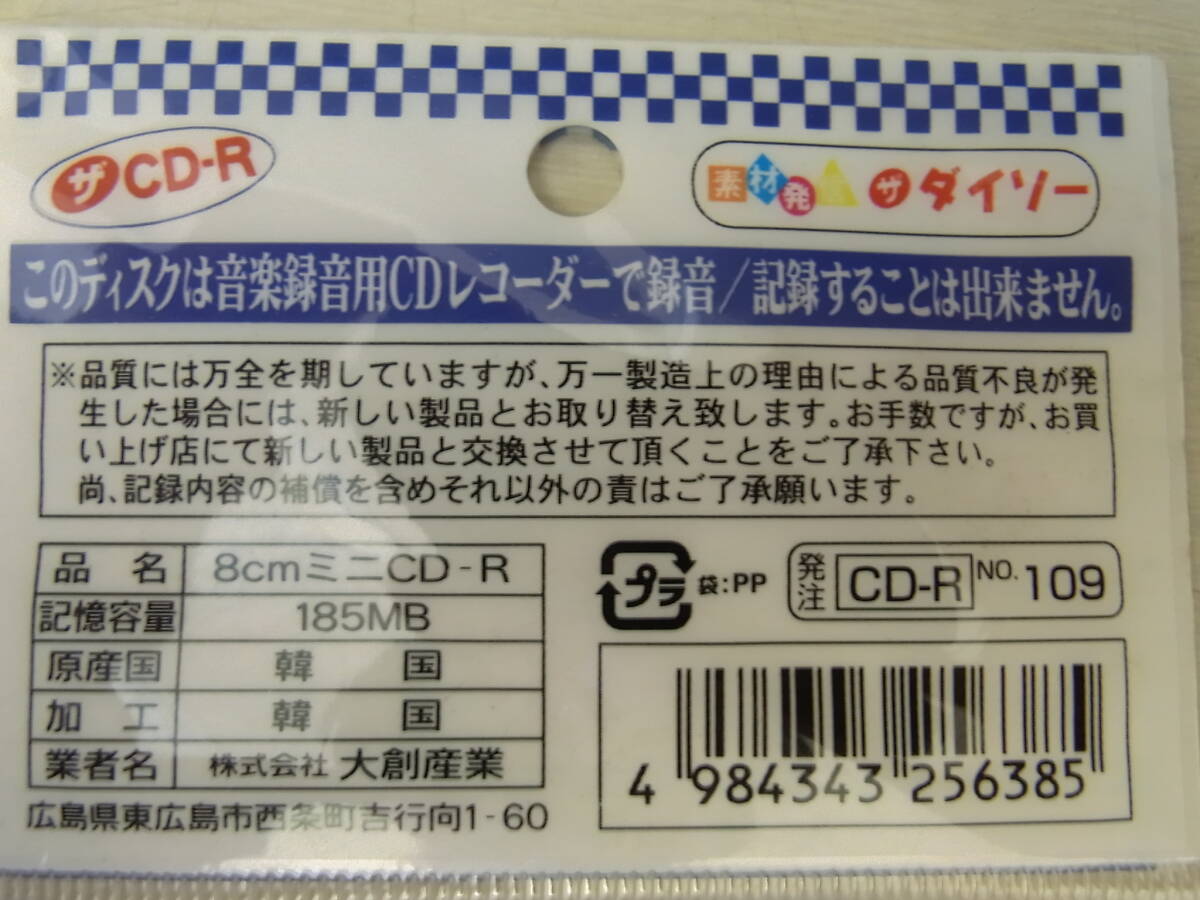 ザCD-R
素材発 ザダイソー
このディスクは音楽録音用CDレコーダーで録音/記録することは出来ません。
※品質には万全を期していますが、万一製造上の理由による品質不良が発
生した場合には、新しい製品とお取り替え致します。お手数ですが、お買
い上げ店にて新しい製品と交換させて頂くことをご了承下さい。
尚、記録内容の補償を含めそれ以外の責はご了承願います。
品 名 8cmミニCD-R
記憶容量 185MB
原産国 韓 国
加 工 韓 国
業者名 株式会社 大創産業
広島県東広島市西条町吉行向1-60
プラ 袋:PP
発注 CD-R NO. 109
4 984343 256385